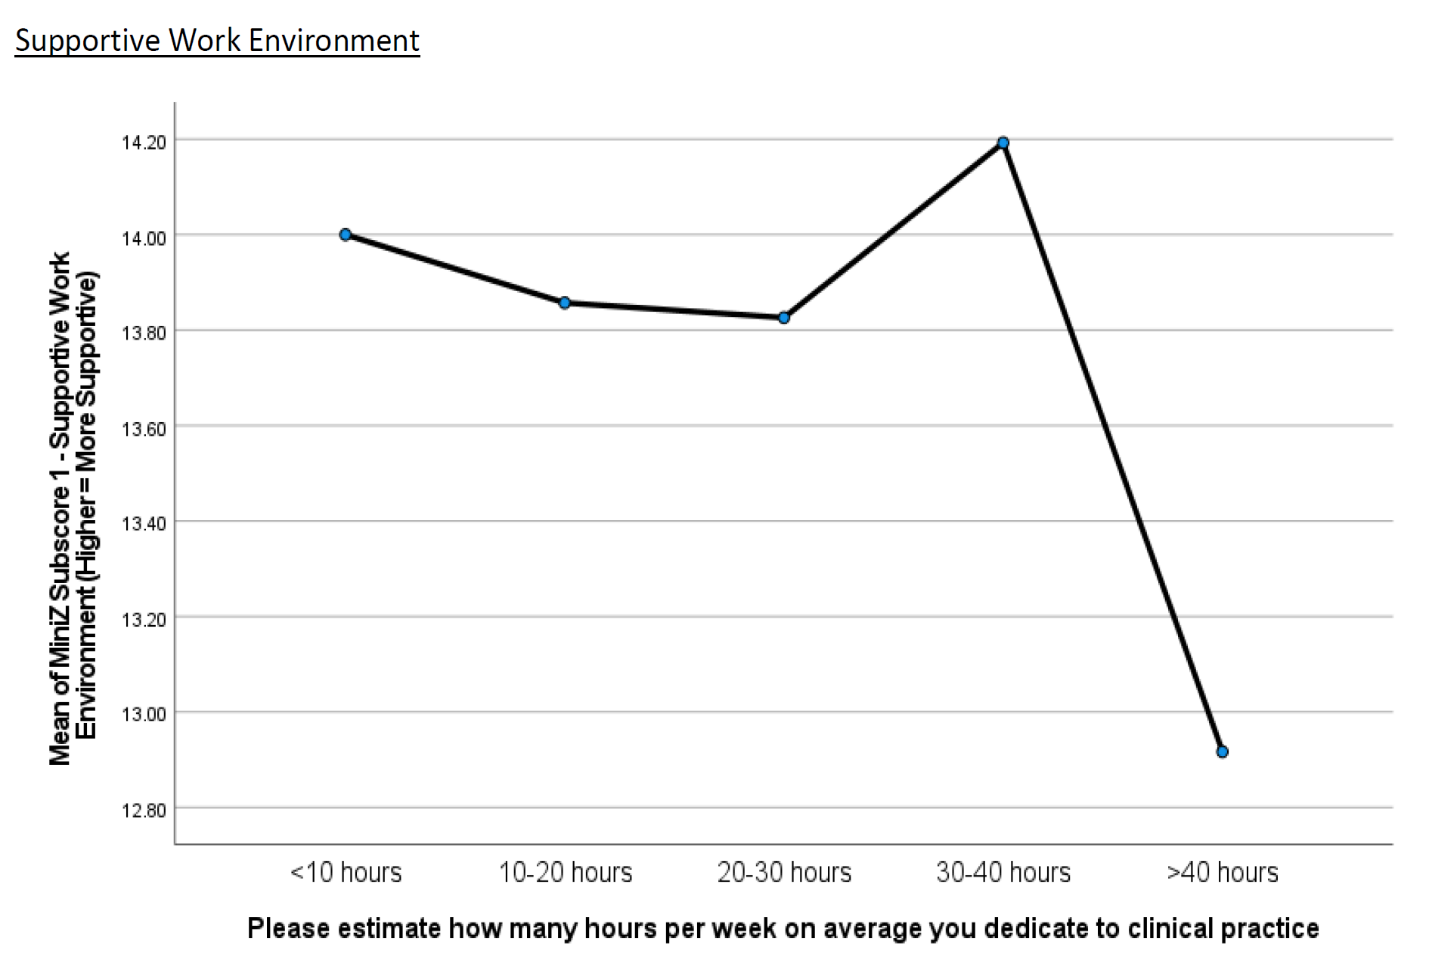 Supportive Work Environment
Mean of MiniZ Subscore 1 - Supportive Work
Environment (Higher = More Supportive)
14.20
14.00
13.80
13.60
13.40
13.20
13.00
12.80
<10 hours
10-20 hours
20-30 hours
30-40 hours
>40 hours
Please estimate how many hours per week on average you dedicate to clinical practice